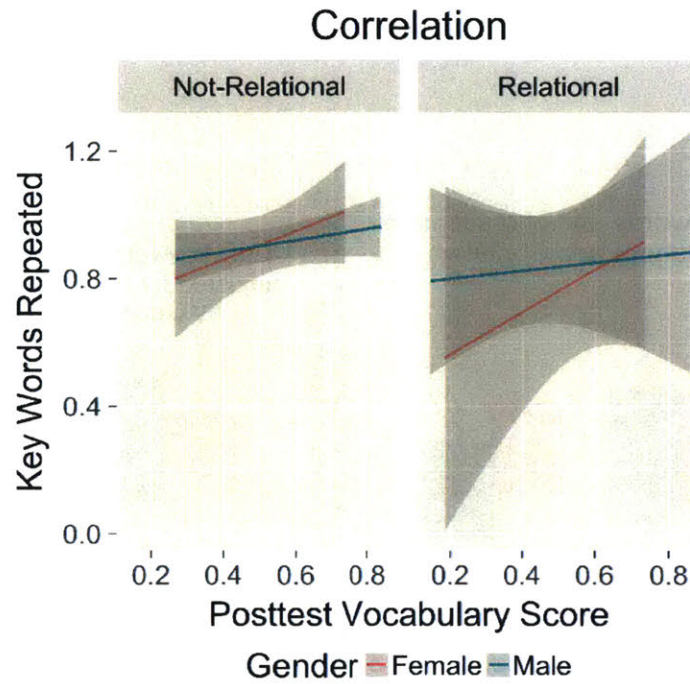 Correlation
Not-Relational Relational
Key Words Repeated
1.2
0.8
0.4
0.0
0.2 0.4 0.6 0.8 0.2 0.4 0.6 0.8
Posttest Vocabulary Score
Gender Female Male